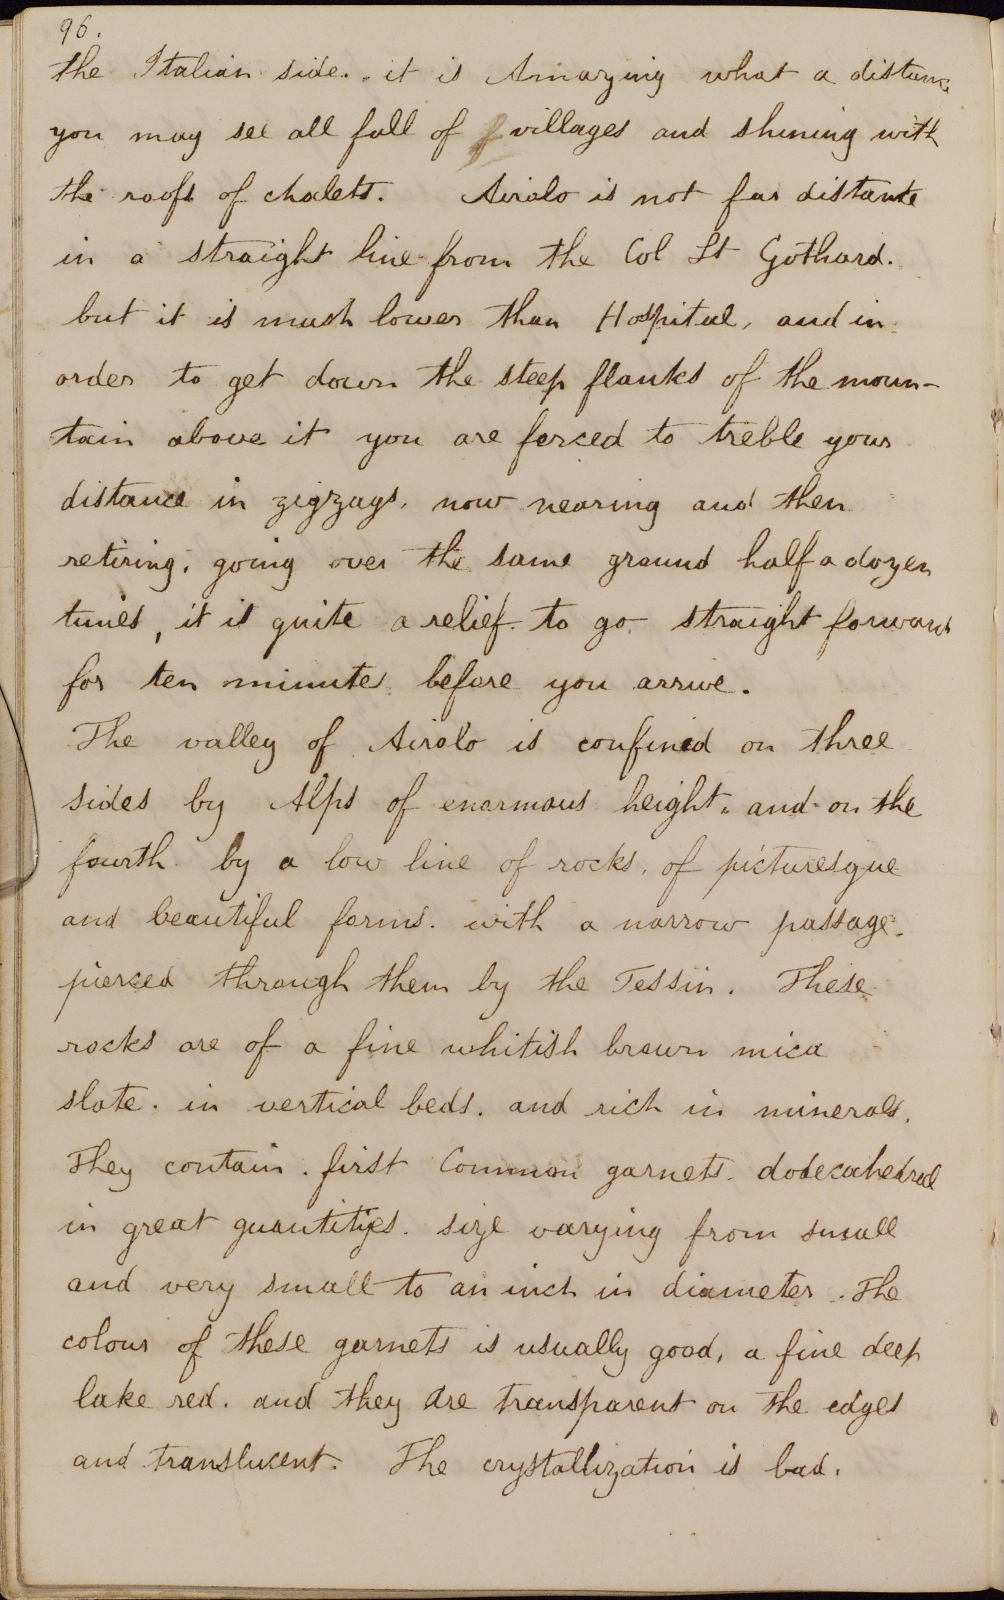 96.
the Italian side. it is Amazing what a distance
you may see all full of villages and shining with
the roofs of chalets. Airolo is not far distante
in a straight line from the Col St Gothard.
but it is much lower than Hospital, and in
order to get down the steep flanks of the moun-
tain above it you are forced to treble your
distance in zigzags. now nearing and then
retiring. going over the same ground half a dozen
times, it is quite a relief to go straight forward
for ten minutes before you arrive.
The valley of Airolo is confined on three
sides by Alps of enormous height. and on the
fourth by a low line of rocks. of picturesque
and beautiful forms. with a narrow passage.
pierced through them by the Tessin. These
rocks are of a fine whitish brown mica
slate. in vertical beds. and rich in minerals.
They contain. first Common garnets. dodecahedral
in great quantities. size varying from small
and very small to an inch in diameter. The
colour of these garnets is usually good, a fine deep
lake red. and they are transparent on the edges
and translucent. The crystallization is bad.